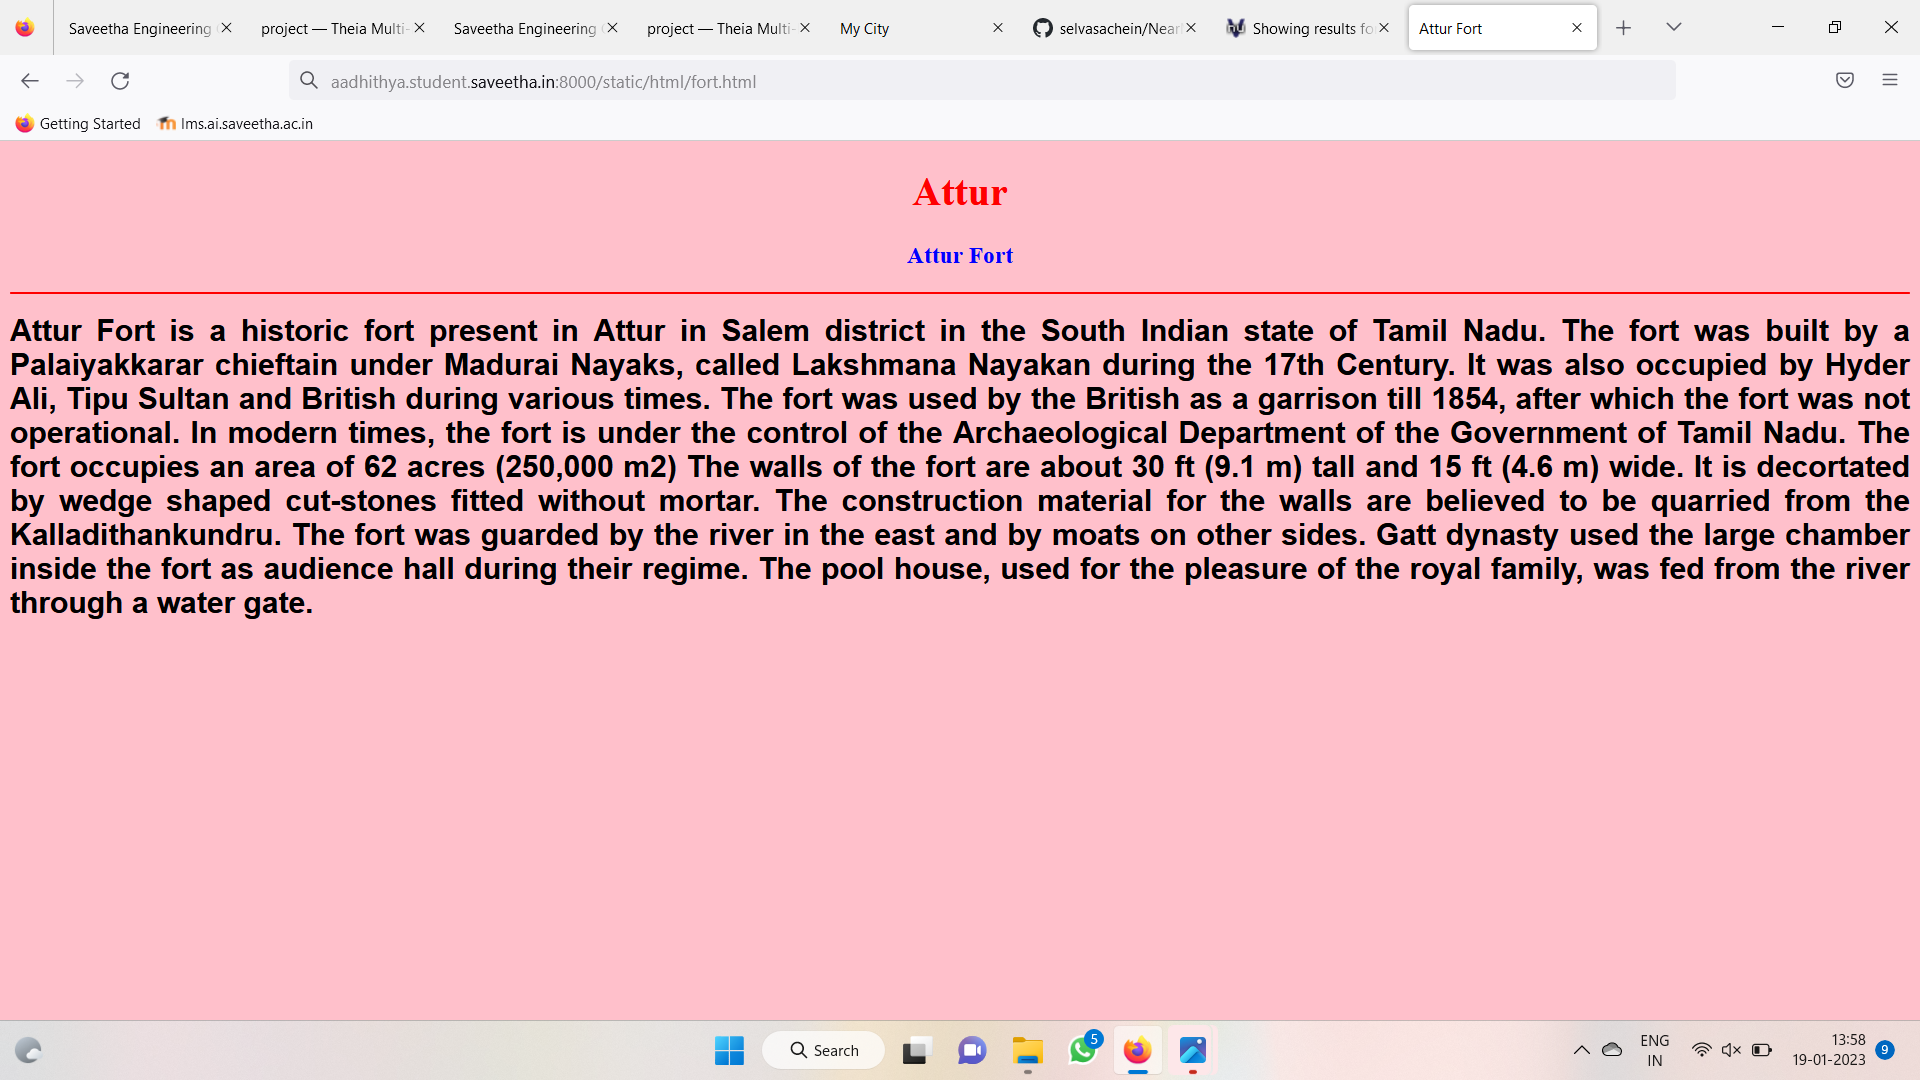 Saveetha Engineering
project — Theia Multi-
Saveetha Engineering
project — Theia Multi-
My City
selvasachein/Near
Showing results fo
Attur Fort
aadhithya.student.saveetha.in:8000/static/html/fort.html
Getting Started
lms.ai.saveetha.ac.in
Attur
Attur Fort
Attur Fort is a historic fort present in Attur in Salem district in the South Indian state of Tamil Nadu. The fort was built by a
Palaiyakkarar chieftain under Madurai Nayaks, called Lakshmana Nayakan during the 17th Century. It was also occupied by Hyder
Ali, Tipu Sultan and British during various times. The fort was used by the British as a garrison till 1854, after which the fort was not
operational. In modern times, the fort is under the control of the Archaeological Department of the Government of Tamil Nadu. The
fort occupies an area of 62 acres (250,000 m2) The walls of the fort are about 30 ft (9.1 m) tall and 15 ft (4.6 m) wide. It is decortated
by wedge shaped cut-stones fitted without mortar. The construction material for the walls are believed to be quarried from the
Kalladithankundru. The fort was guarded by the river in the east and by moats on other sides. Gatt dynasty used the large chamber
inside the fort as audience hall during their regime. The pool house, used for the pleasure of the royal family, was fed from the river
through a water gate.
Search
5
ENG
IN
13:58
19-01-2023
9